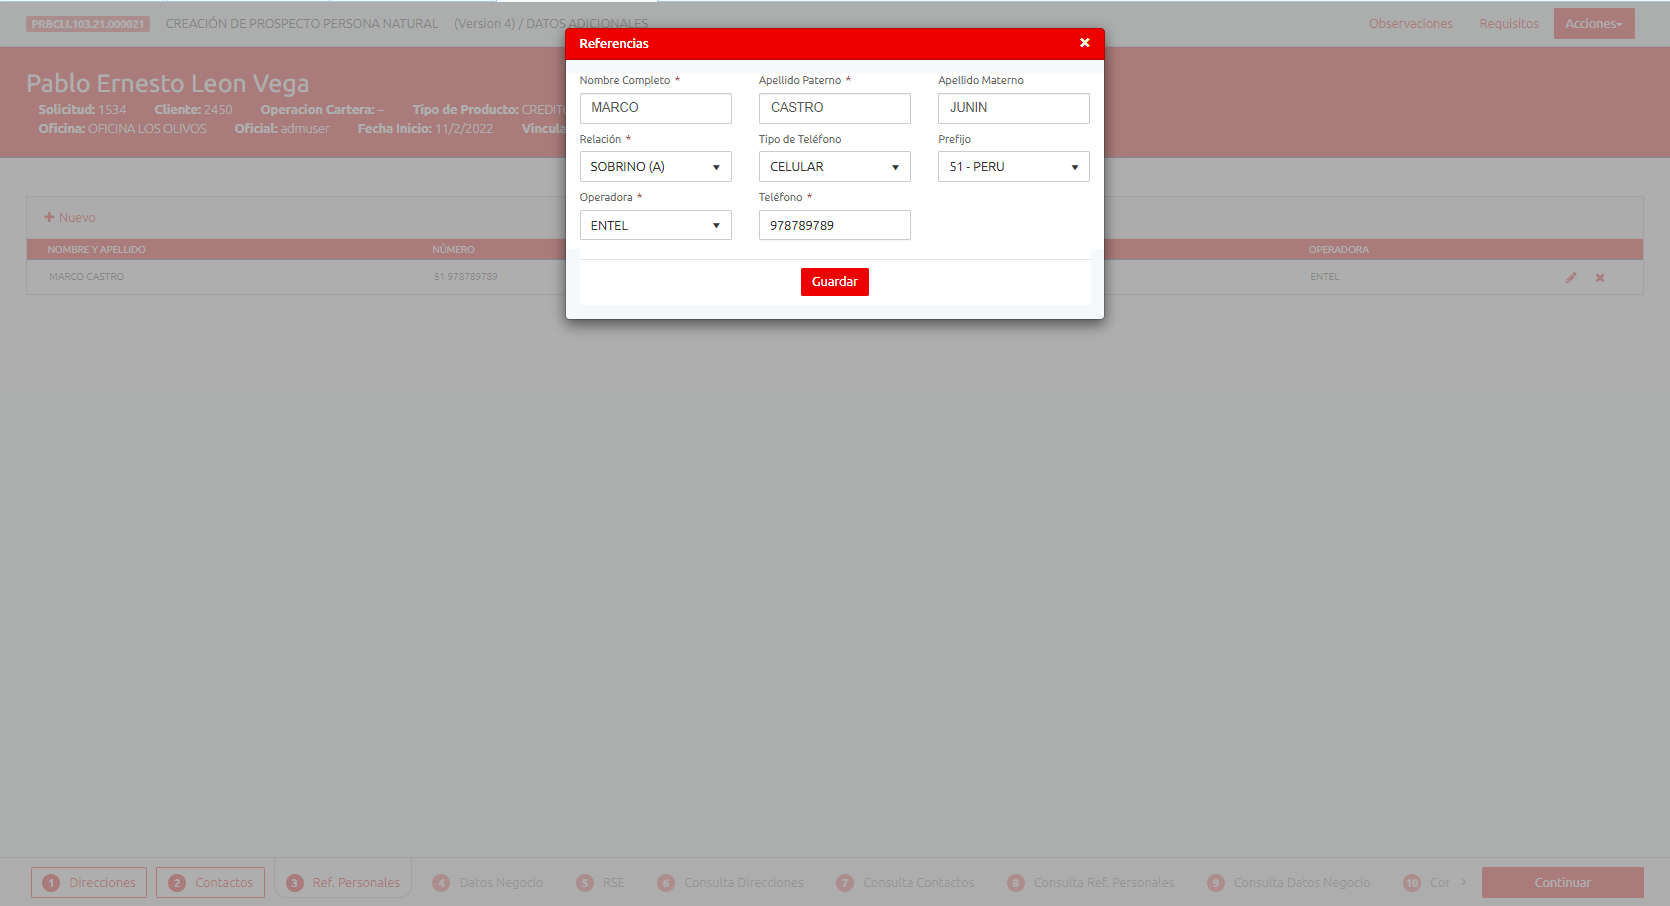 PRBCLI.103.21.000021 CREACIÓN DE PROSPECTO PERSONA NATURAL (Version 4) / DATOS ADICIONALES Observaciones Requisitos Acciones
Referencias ×
Pablo Ernesto Leon Vega
Solicitud: 1534 Cliente: 2450 Operacion Cartera: -- Tipo de Producto:
Oficina: OFICINA LOS OLIVOS Oficial: admuser Fecha Inicio: 11/2/2022
Nombre Completo * Apellido Paterno * Apellido Materno
MARCO CASTRO JUNIN
Relación * Tipo de Teléfono Prefijo
SOBRINO (A) CELULAR 51 - PERU
Operadora * Teléfono *
ENTEL 978789789
Guardar
+ Nuevo
NOMBRE Y APELLIDO NÚMERO OPERADORA
MARCO CASTRO 51 978789789 ENTEL
1 Direcciones 2 Contactos 3 Ref. Personales 4 Datos Negocio 5 RSE 6 Consulta Direcciones 7 Consulta Contactos 8 Consulta Ref. Personales 9 Consulta Datos Negocio 10 Cor > Continuar